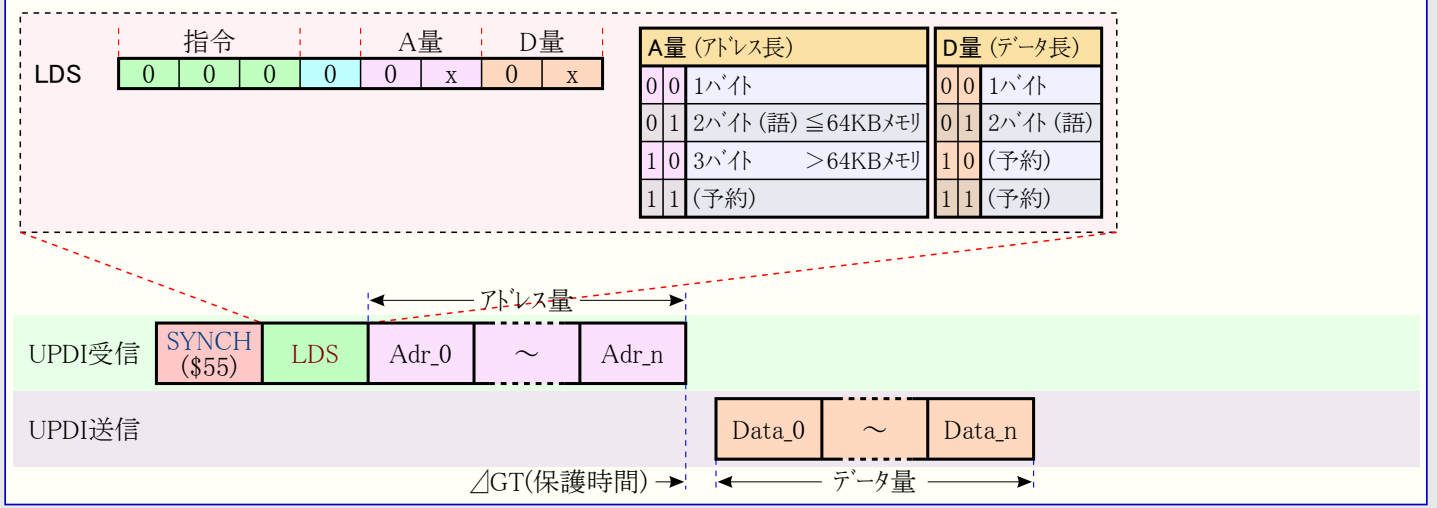 指令 A量 D量
LDS 0 0 0 0 0 x 0 x
A量 (アドレス長)
0 0 1バイト
0 1 2バイト (語) ≦64KBメモリ
1 0 3バイト >64KBメモリ
1 1 (予約)
D量 (データ長)
0 0 1バイト
0 1 2バイト (語)
1 0 (予約)
1 1 (予約)
アドレス量
UPDI受信 SYNCH ($55) LDS Adr_0 ～ Adr_n
UPDI送信 Data_0 ～ Data_n
⊿GT(保護時間) データ量